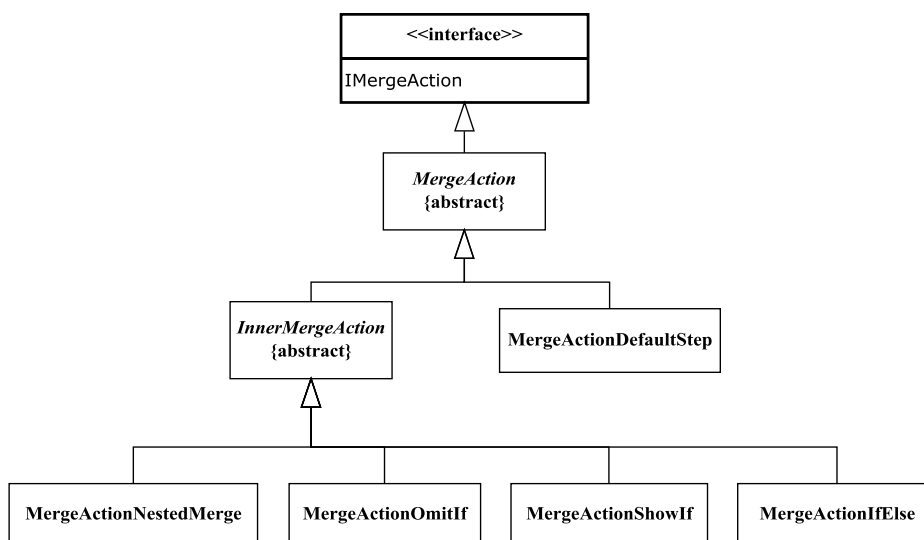 <<interface>>
IMergeAction
MergeAction
{abstract}
InnerMergeAction
{abstract}
MergeActionDefaultStep
MergeActionNestedMerge
MergeActionOmitIf
MergeActionShowIf
MergeActionIfElse